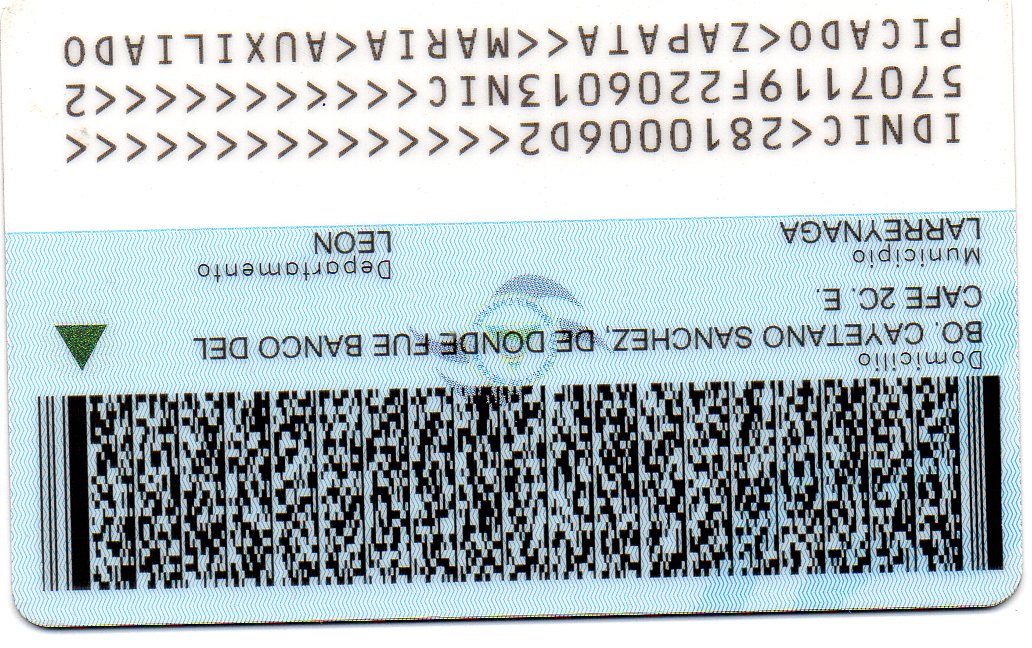 Domicilio
BO. CAYETANO SANCHEZ, DE DONDE FUE BANCO DEL
CAFE 2C. E.
Municipio Departamento
LARREYNAGA LEON
IDNIC<2810006D2<<<<<<<<<<<<<<<
5707119F2206013NIC<<<<<<<<<<<2
PICADO<ZAPATA<<MARIA<AUXILIADO